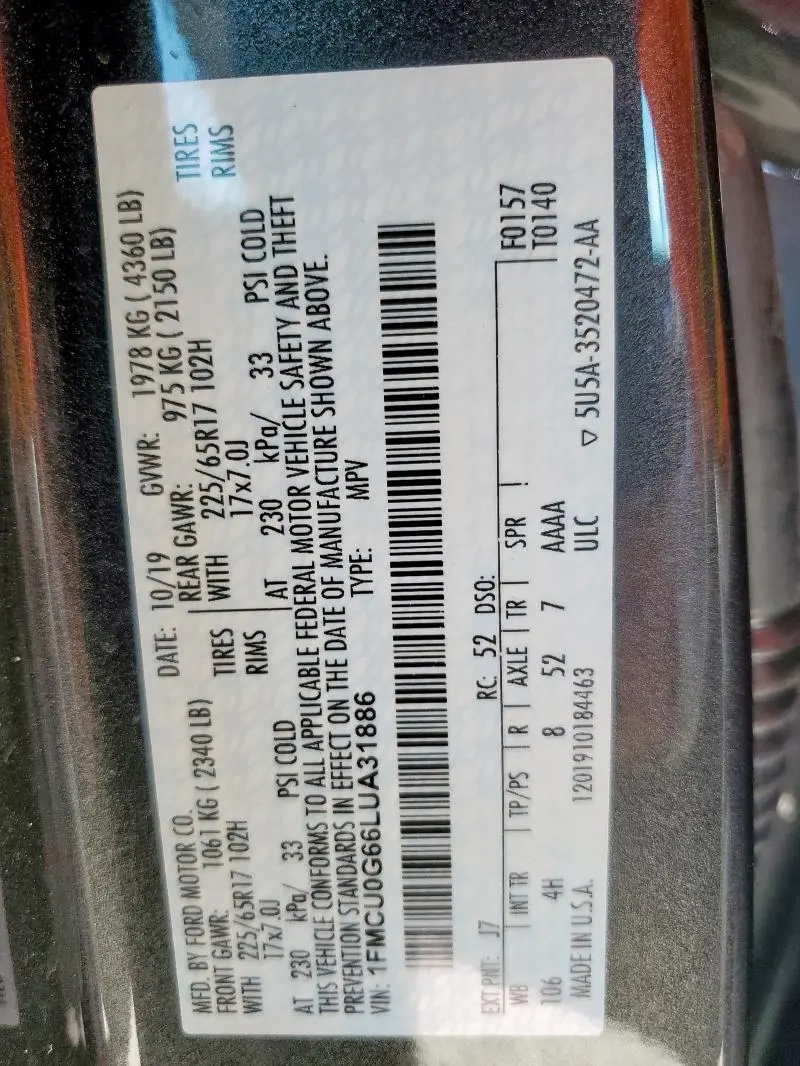 MFD. BY FORD MOTOR CO. DATE: 10/19 GVWR: 1978 KG ( 4360 LB)
FRONT GAWR: 1061 KG ( 2340 LB) REAR GAWR: 975 KG ( 2150 LB)
WITH 225/65R17 102H TIRES WITH 225/65R17 102H TIRES
17x7.0J RIMS 17x7.0J RIMS
AT 230 kPa/ 33 PSI COLD AT 230 kPa/ 33 PSI COLD
THIS VEHICLE CONFORMS TO ALL APPLICABLE FEDERAL MOTOR VEHICLE SAFETY AND THEFT
PREVENTION STANDARDS IN EFFECT ON THE DATE OF MANUFACTURE SHOWN ABOVE.
VIN: 1FMCU0G66LUA31886 TYPE: MPV
EXT PNT: J7 RC: 52 DSO:
WB INT TR TP/PS R AXLE TR SPR F0157
106 4H 8 52 7 AAAA T0140
MADE IN U.S.A. 1201910184463 ULC ▽ 5U5A-3520472-AA